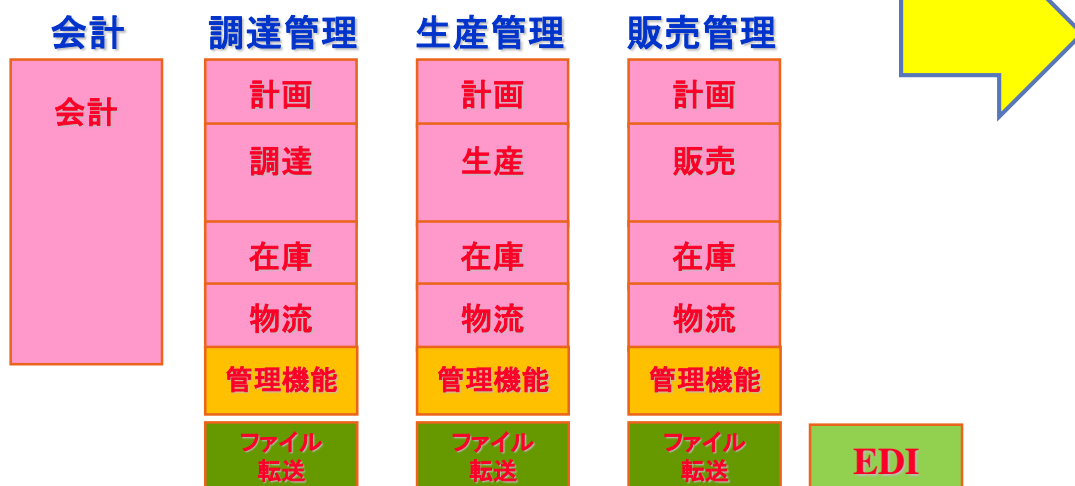 会計 調達管理 生産管理 販売管理
会計
計画 計画 計画
調達 生産 販売
在庫 在庫 在庫
物流 物流 物流
管理機能 管理機能 管理機能
ファイル ファイル ファイル
転送 転送 転送
EDI